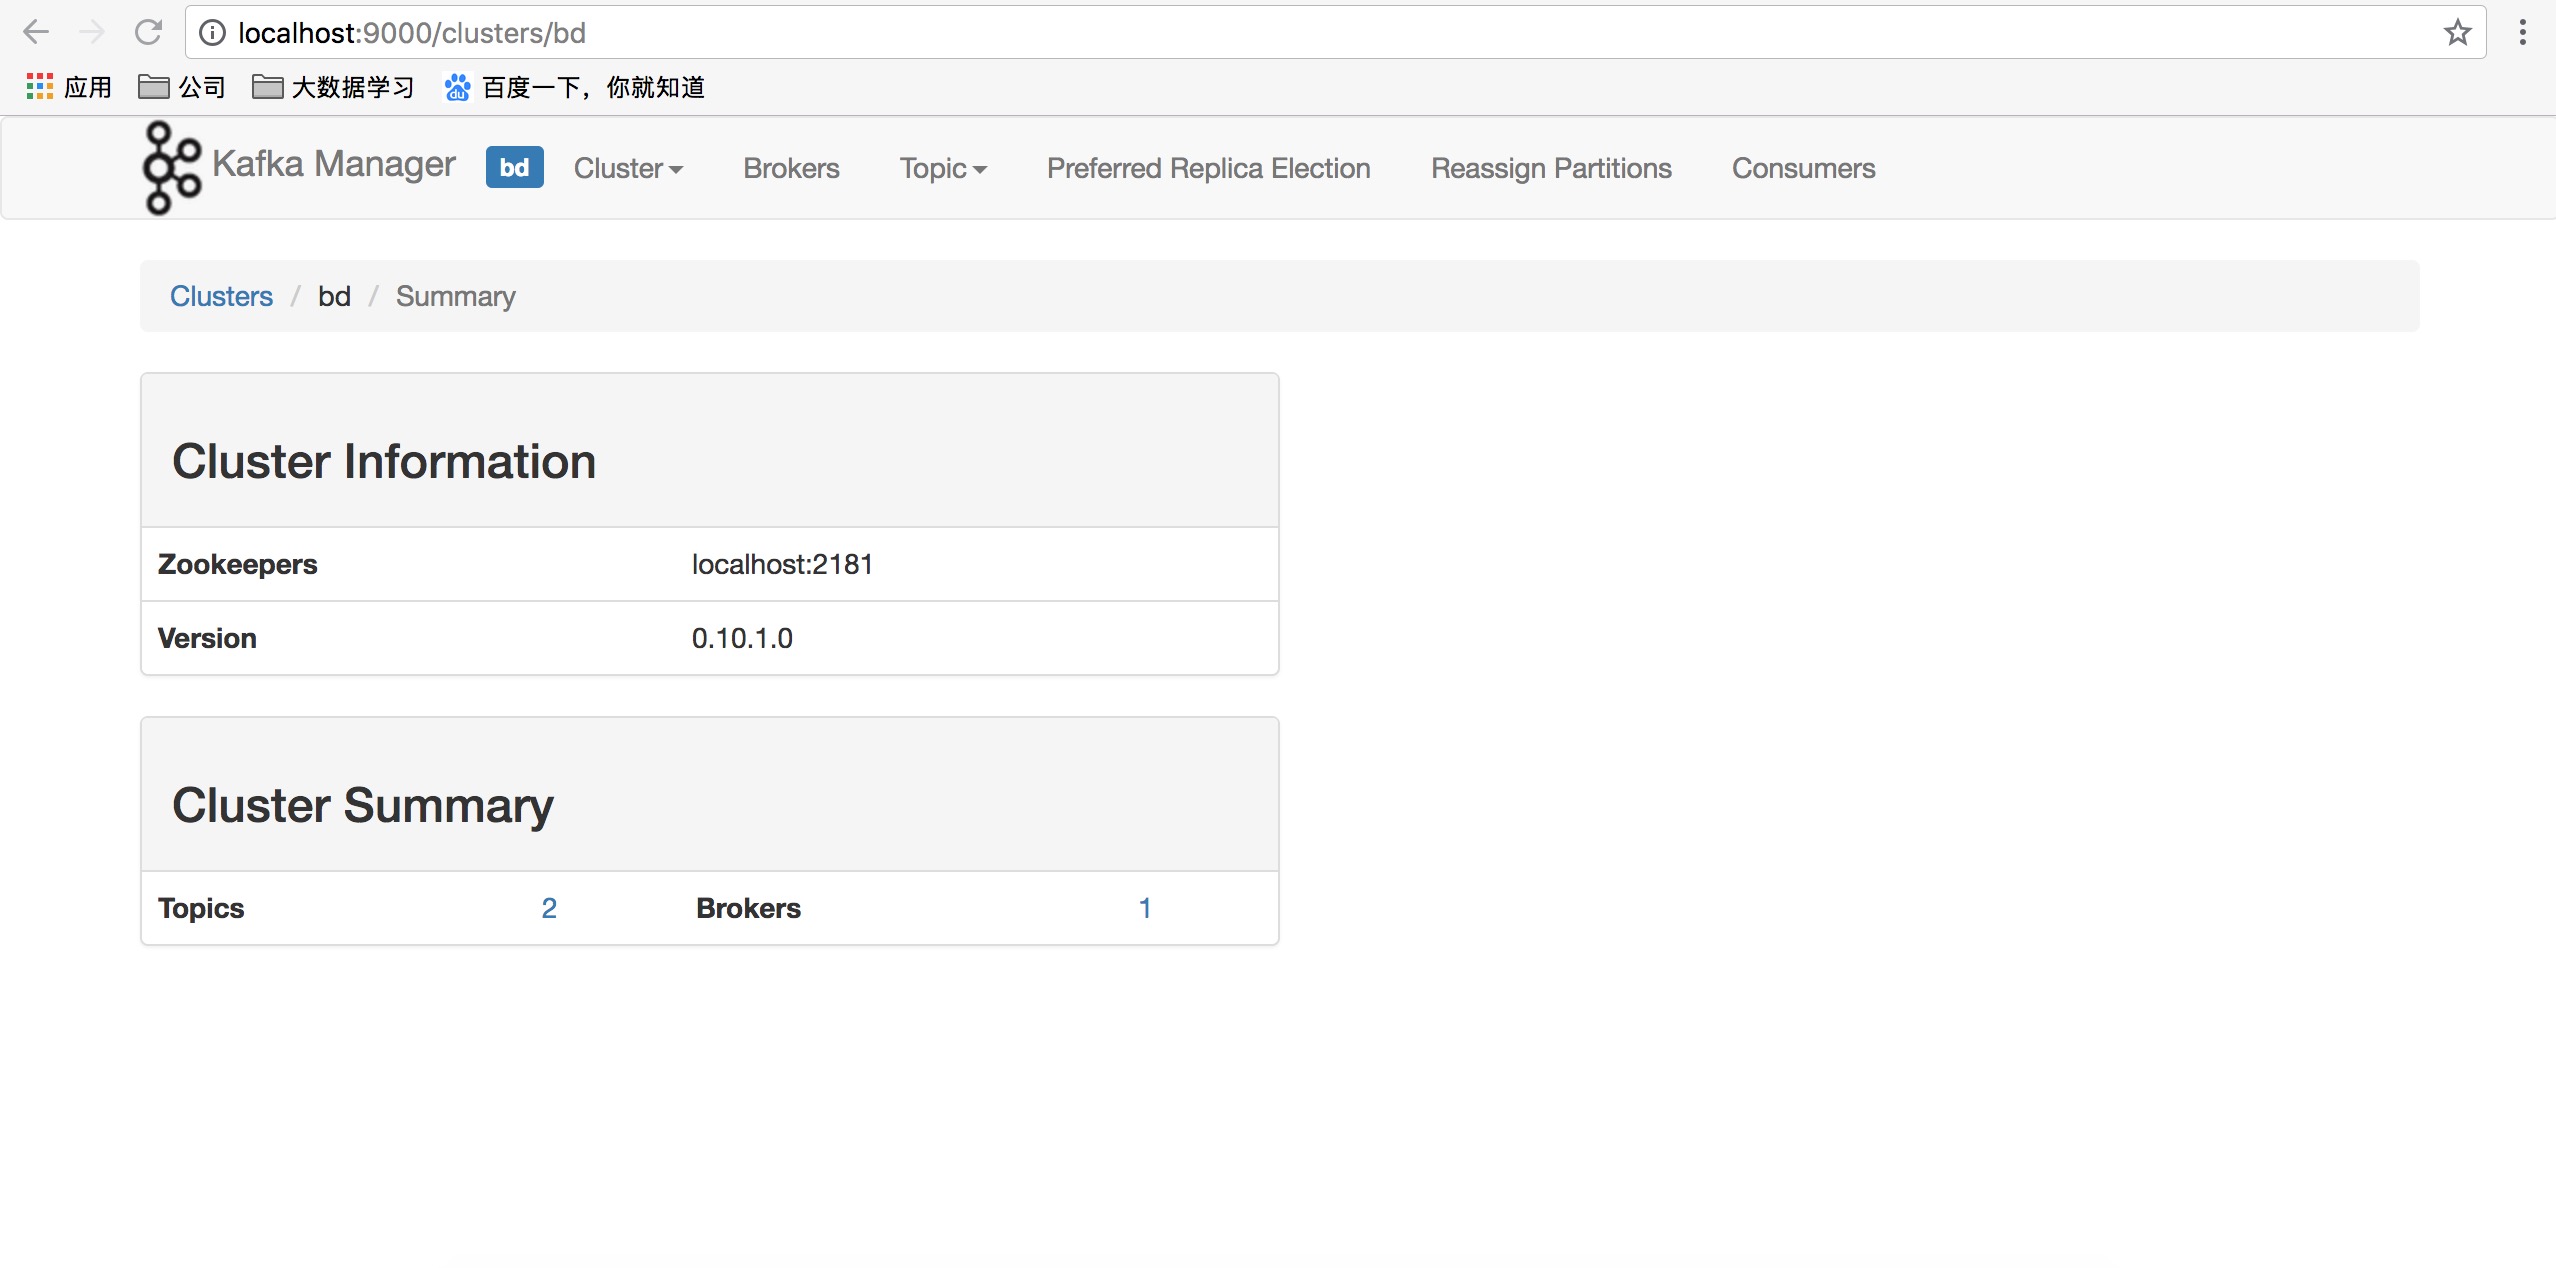 localhost:9000/clusters/bd
应用 公司 大数据学习 du 百度一下，你就知道
Kafka Manager bd Cluster Brokers Topic Preferred Replica Election Reassign Partitions Consumers
Clusters / bd / Summary
Cluster Information
Zookeepers localhost:2181
Version 0.10.1.0
Cluster Summary
Topics 2 Brokers 1